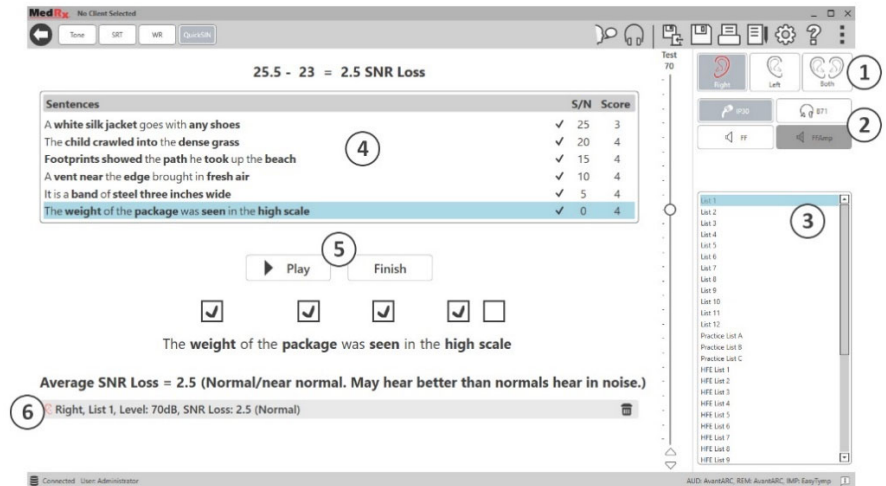 MedRx No Client Selected
Tone SRT WR QuickSIN
Test
70
25.5 - 23 = 2.5 SNR Loss
Right Left Both
1
IP30 B71
FF FFAmp
2
Sentences S/N Score
A white silk jacket goes with any shoes ✓ 25 3
The child crawled into the dense grass ✓ 20 4
Footprints showed the path he took up the beach ✓ 15 4
A vent near the edge brought in fresh air ✓ 10 4
It is a band of steel three inches wide ✓ 5 4
The weight of the package was seen in the high scale ✓ 0 4
4
5
Play Finish
The weight of the package was seen in the high scale
Average SNR Loss = 2.5 (Normal/near normal. May hear better than normals hear in noise.)
6
Right, List 1, Level: 70dB, SNR Loss: 2.5 (Normal)
3
List 1
List 2
List 3
List 4
List 5
List 6
List 7
List 8
List 9
List 10
List 11
List 12
Practice List A
Practice List B
Practice List C
HFE List 1
HFE List 2
HFE List 3
HFE List 4
HFE List 5
HFE List 6
HFE List 7
HFE List 8
HFE List 9
Connected User: Administrator
AUD: AvantARC, REM: AvantARC, IMP: EasyTymp